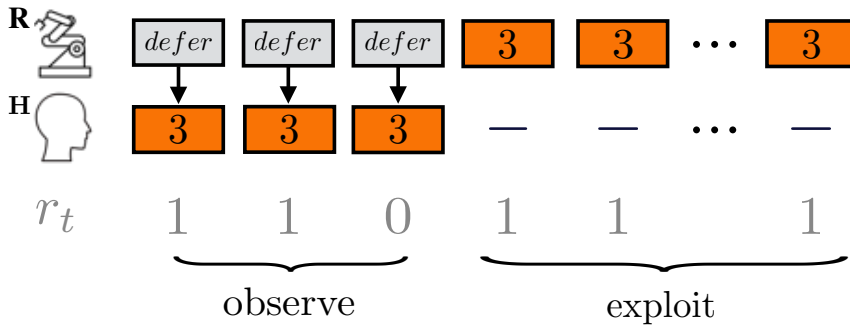 R defer defer defer 3 3 ··· 3
H 3 3 3 — — ··· —
r_t 1 1 0 1 1 1
observe exploit